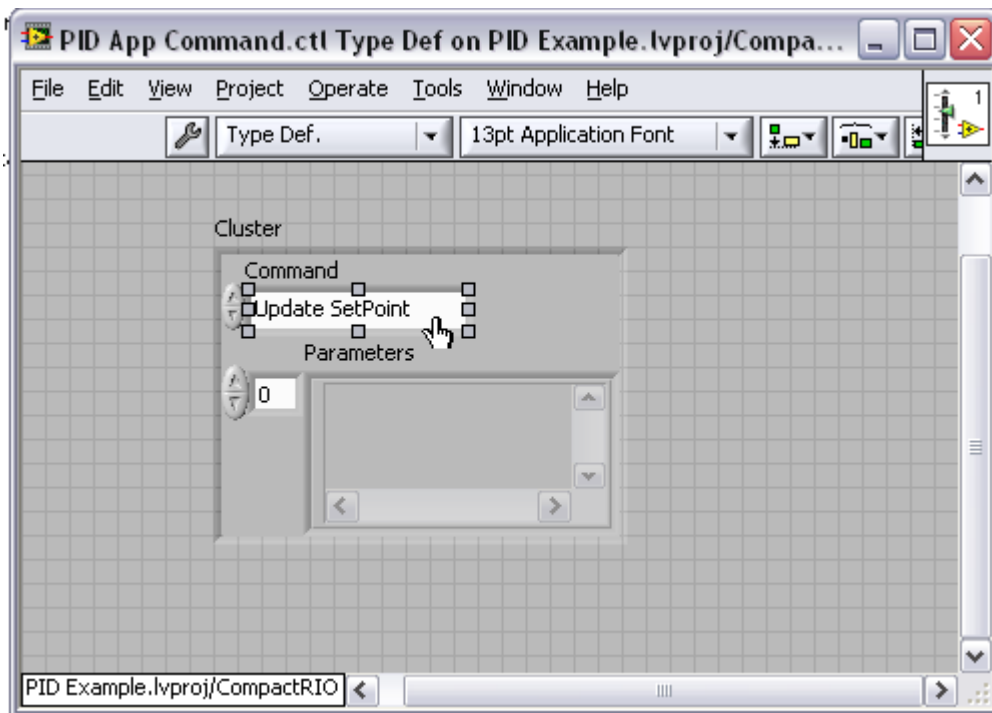 PID App Command.ctl Type Def on PID Example.lvproj/Compa...
File Edit View Project Operate Tools Window Help
1
Type Def. 13pt Application Font
Cluster
Command
Update SetPoint
Parameters
0
PID Example.lvproj/CompactRIO